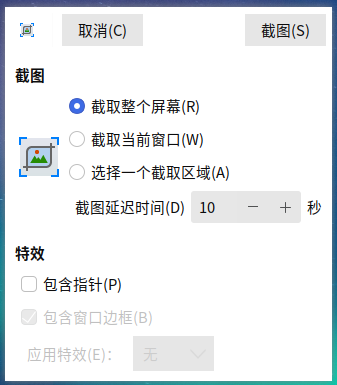 取消(C) 截图(S)
截图
截取整个屏幕(R)
截取当前窗口(W)
选择一个截取区域(A)
截图延迟时间(D) 10 − + 秒
特效
包含指针(P)
包含窗口边框(B)
应用特效(E): 无